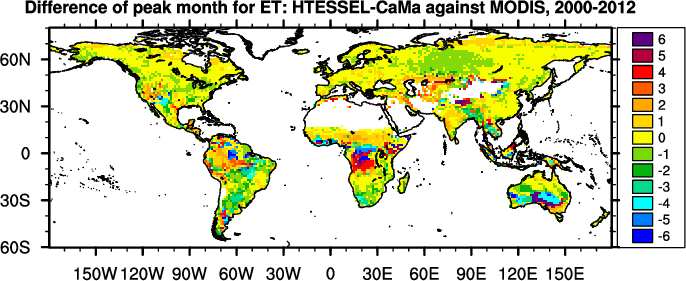 Difference of peak month for ET: HTESSEL-CaMa against MODIS, 2000-2012
60N
30N
0
30S
60S
150W 120W 90W 60W 30W 0 30E 60E 90E 120E 150E
6
5
4
3
2
1
0
-1
-2
-3
-4
-5
-6